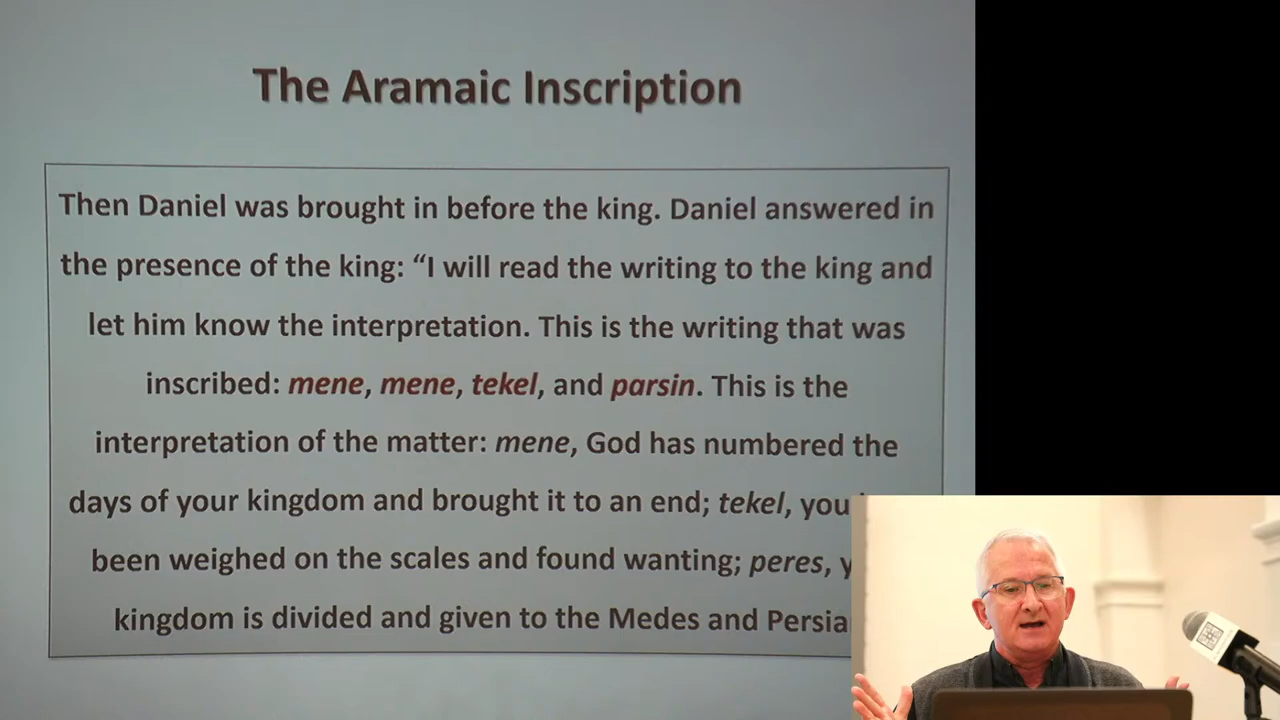 The Aramaic Inscription
Then Daniel was brought in before the king. Daniel answered in
the presence of the king: “I will read the writing to the king and
let him know the interpretation. This is the writing that was
inscribed: mene, mene, tekel, and parsin. This is the
interpretation of the matter: mene, God has numbered the
days of your kingdom and brought it to an end; tekel, you
been weighed on the scales and found wanting; peres,
kingdom is divided and given to the Medes and